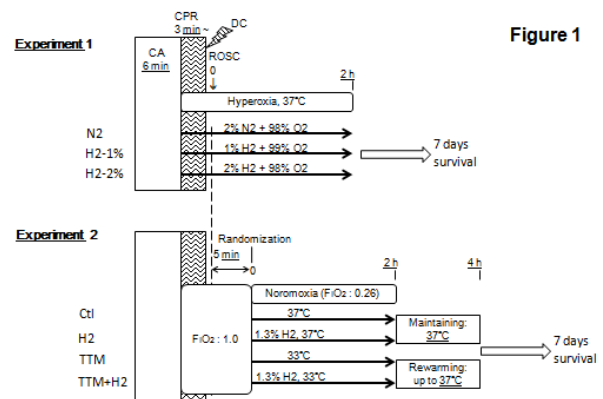 Figure 1
Experiment 1
CPR
3 min ~
DC
CA
6 min
ROSC
0
2 h
Hyperoxia, 37°C
N2
2% N2 + 98% O2
H2-1%
1% H2 + 99% O2
H2-2%
2% H2 + 98% O2
7 days
survival
Experiment 2
Randomization
5 min
0
2 h
4 h
Noromoxia (FiO2 : 0.26)
FiO2 : 1.0
Ctl
37°C
H2
1.3% H2, 37°C
TTM
33°C
TTM+H2
1.3% H2, 33°C
Maintaining:
37°C
Rewarming:
up to 37°C
7 days
survival